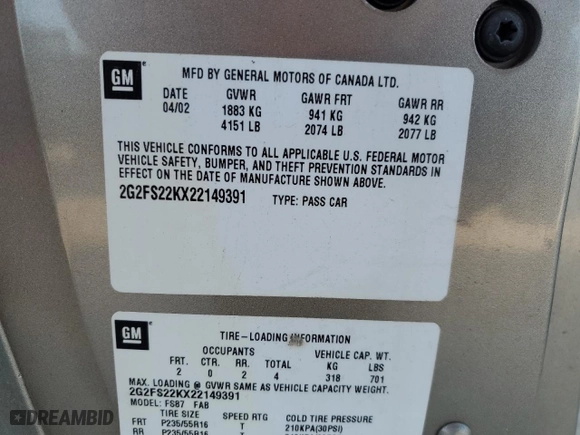 GM
MFD BY GENERAL MOTORS OF CANADA LTD.
DATE GVWR GAWR FRT GAWR RR
04/02 1883 KG 941 KG 942 KG
4151 LB 2074 LB 2077 LB
THIS VEHICLE CONFORMS TO ALL APPLICABLE U.S. FEDERAL MOTOR
VEHICLE SAFETY, BUMPER, AND THEFT PREVENTION STANDARDS IN
EFFECT ON THE DATE OF MANUFACTURE SHOWN ABOVE.
2G2FS22KX22149391 TYPE: PASS CAR
GM
TIRE-LOADING INFORMATION
OCCUPANTS VEHICLE CAP. WT.
FRT. CTR. RR. TOTAL KG LBS
2 0 2 4 318 701
MAX. LOADING @ GVWR SAME AS VEHICLE CAPACITY WEIGHT.
2G2FS22KX22149391
MODEL: FS87 FAB
TIRE SIZE SPEED RTG COLD TIRE PRESSURE
FRT P235/55R16 T 210KPA(30PSI)
RR P235/55R16 T
DREAMBID